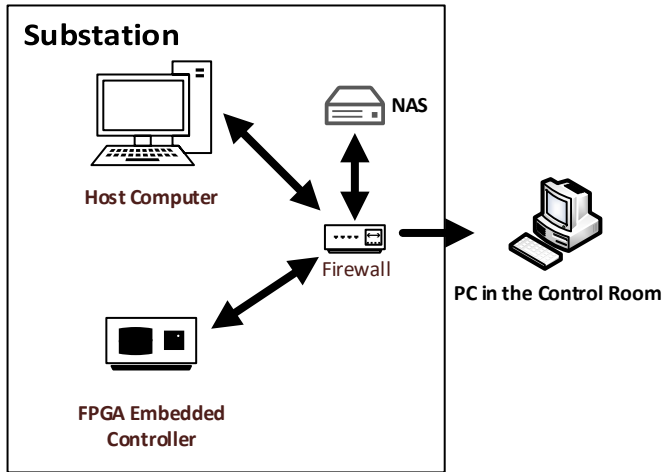 Substation
NAS
Host Computer
Firewall
PC in the Control Room
FPGA Embedded
Controller